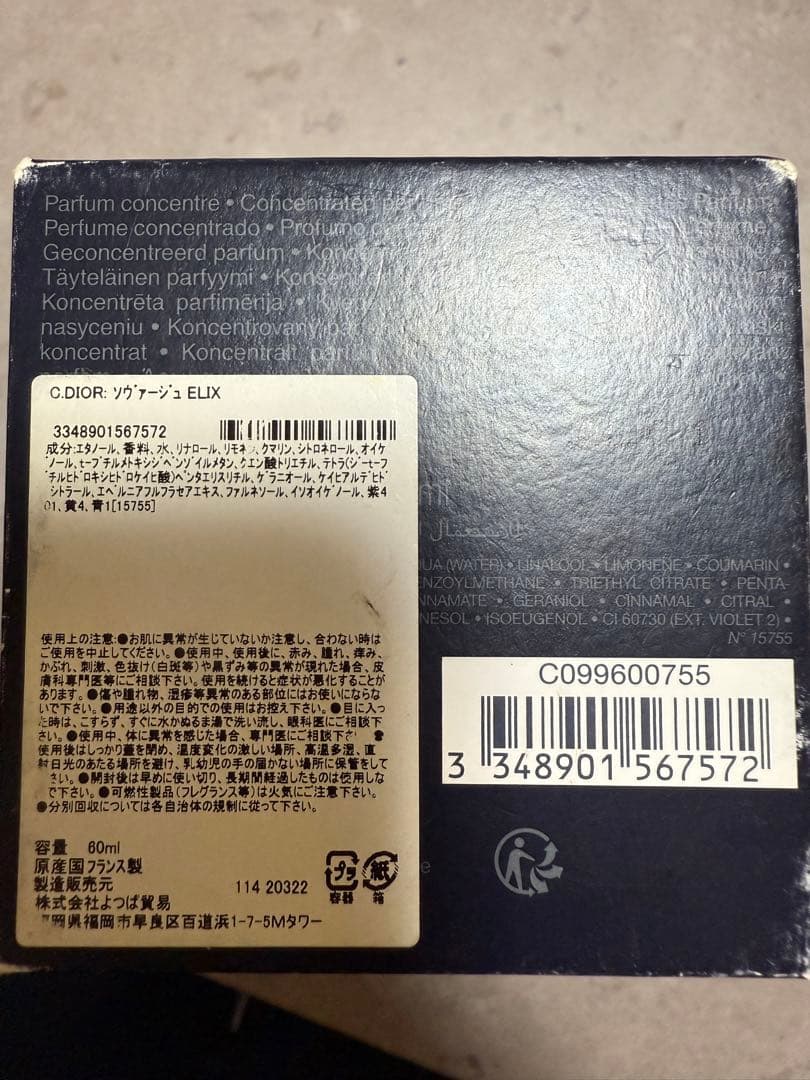 Parfum concentre • Concentrated
Perfume concentrado • Profumo
Geconcentreerd parfum •
Täyteläinen parfyymi •
Koncentrēta parfimērija •
nasyceniu • Koncentrovaný
koncentrat • Koncentralt parfüm
C.DIOR: ソヴァージュ ELIX
3348901567572
成分:エタノール、香料、水、リナロール、リモネン、クマリン、シトロネロール、オイゲ
ノール、t-ブチルメトキシジベンゾイルメタン、クエン酸トリエチル、テトラ(ジ-t-ブ
チルヒドロキシヒドロケイヒ酸)ペンタエリスリチル、ゲラニオール、ケイヒアルデヒド
シトラール、エベルニアフルフラセアエキス、ファルネソール、イソオイゲノール、紫4
01、黄4、青1[15755]
(WATER) • LINALOOL • LIMONENE • COUMARIN •
ENZOYLMETHANE • TRIETHYL CITRATE • PENTA-
NNAMATE • GERANIOL • CINNAMAL • CITRAL •
NESOL • ISOEUGENOL • CI 60730 (EXT. VIOLET 2) •
N° 15755
使用上の注意:●お肌に異常が生じていないか注意し、合わない時は
ご使用を中止してください。●使用中、使用後に、赤み、腫れ、痒み、
かぶれ、刺激、色抜け(白斑等)や黒ずみ等の異常が現れた場合、皮
膚科専門医等にご相談下さい。使用を続けると症状が悪化することが
あります。●傷や腫れ物、湿疹等異常のある部位にはお使いにならな
いで下さい。●用途以外の目的での使用はお控え下さい。●目に入っ
た時は、こすらず、すぐに水かぬるま湯で洗い流し、眼科医にご相談下
さい。●使用中、体に異常を感じた場合、専門医にご相談下さい
使用後はしっかり蓋を閉め、温度変化の激しい場所、高温多湿、直
射日光のあたる場所を避け、乳幼児の手の届かない場所に保管をして
下さい。●開封後は早めに使い切り、長期間経過したものは使用しな
いで下さい。●可燃性製品(フレグランス等)は火気にご注意下さい。
●分別回収については各自治体の規制に従って下さい。
C099600755
3 348901 567572
容量 60ml
原産国フランス製
製造販売元
114 20322
プラ 紙
容器 箱
株式会社よつば貿易
岡県福岡市早良区百道浜1-7-5Mタワー